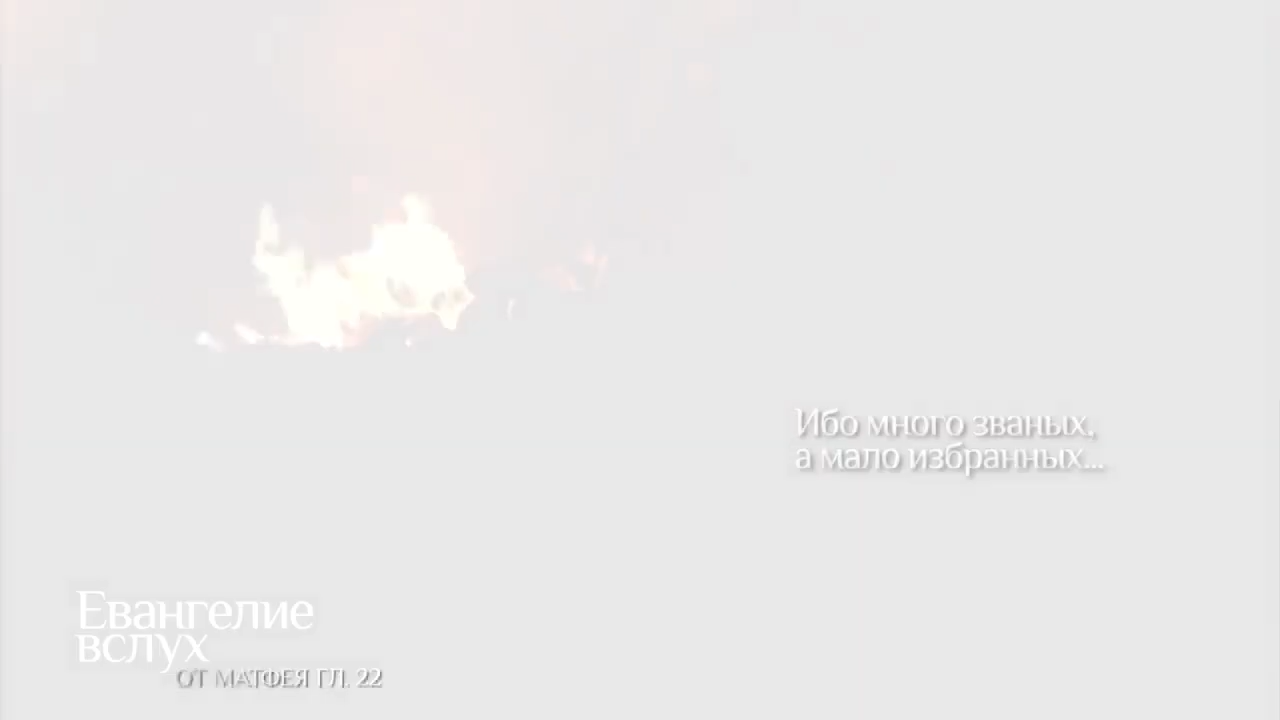 Ибо много званых,
а мало избранных...
Евангелие
вслух
ОТ МАТФЕЯ ГЛ. 22